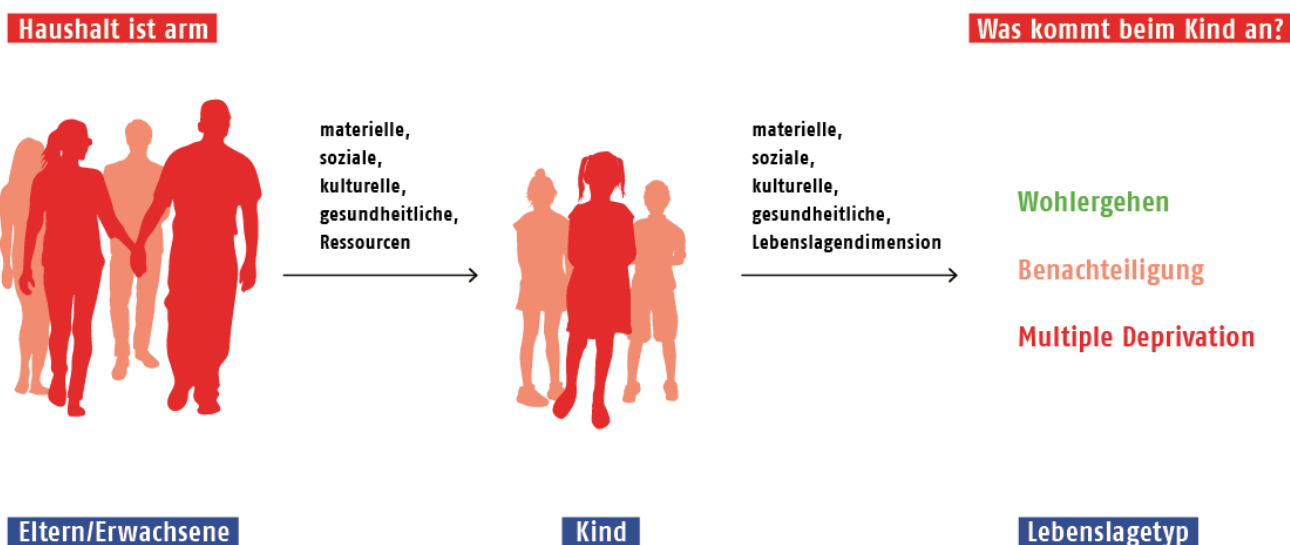 Haushalt ist arm
Was kommt beim Kind an?
materielle,
soziale,
kulturelle,
gesundheitliche,
Ressourcen
materielle,
soziale,
kulturelle,
gesundheitliche,
Lebenslagendimension
Wohlergehen
Benachteiligung
Multiple Deprivation
Eltern/Erwachsene
Kind
Lebenslagetyp